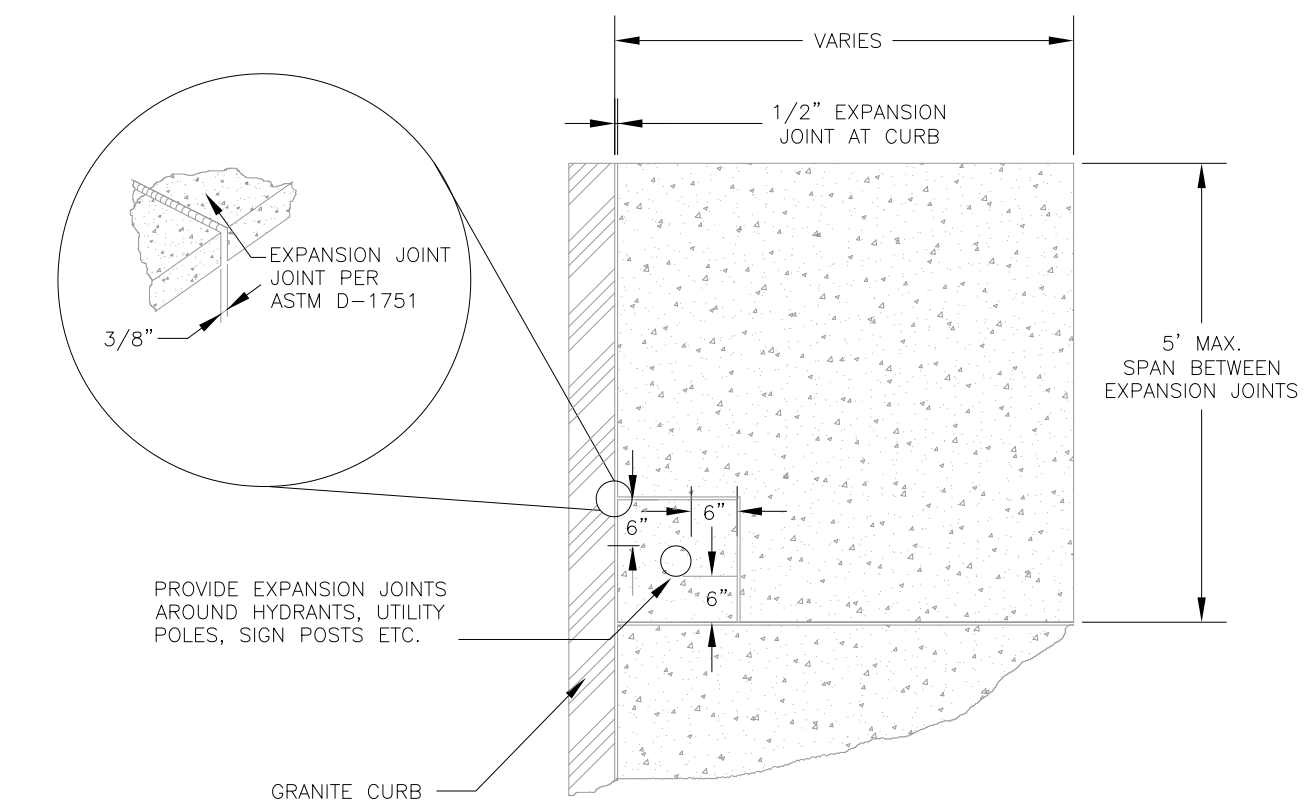 VARIES
1/2" EXPANSION
JOINT AT CURB
EXPANSION JOINT
JOINT PER
ASTM D-1751
3/8"
5' MAX.
SPAN BETWEEN
EXPANSION JOINTS
6"
6"
6"
PROVIDE EXPANSION JOINTS
AROUND HYDRANTS, UTILITY
POLES, SIGN POSTS ETC.
GRANITE CURB